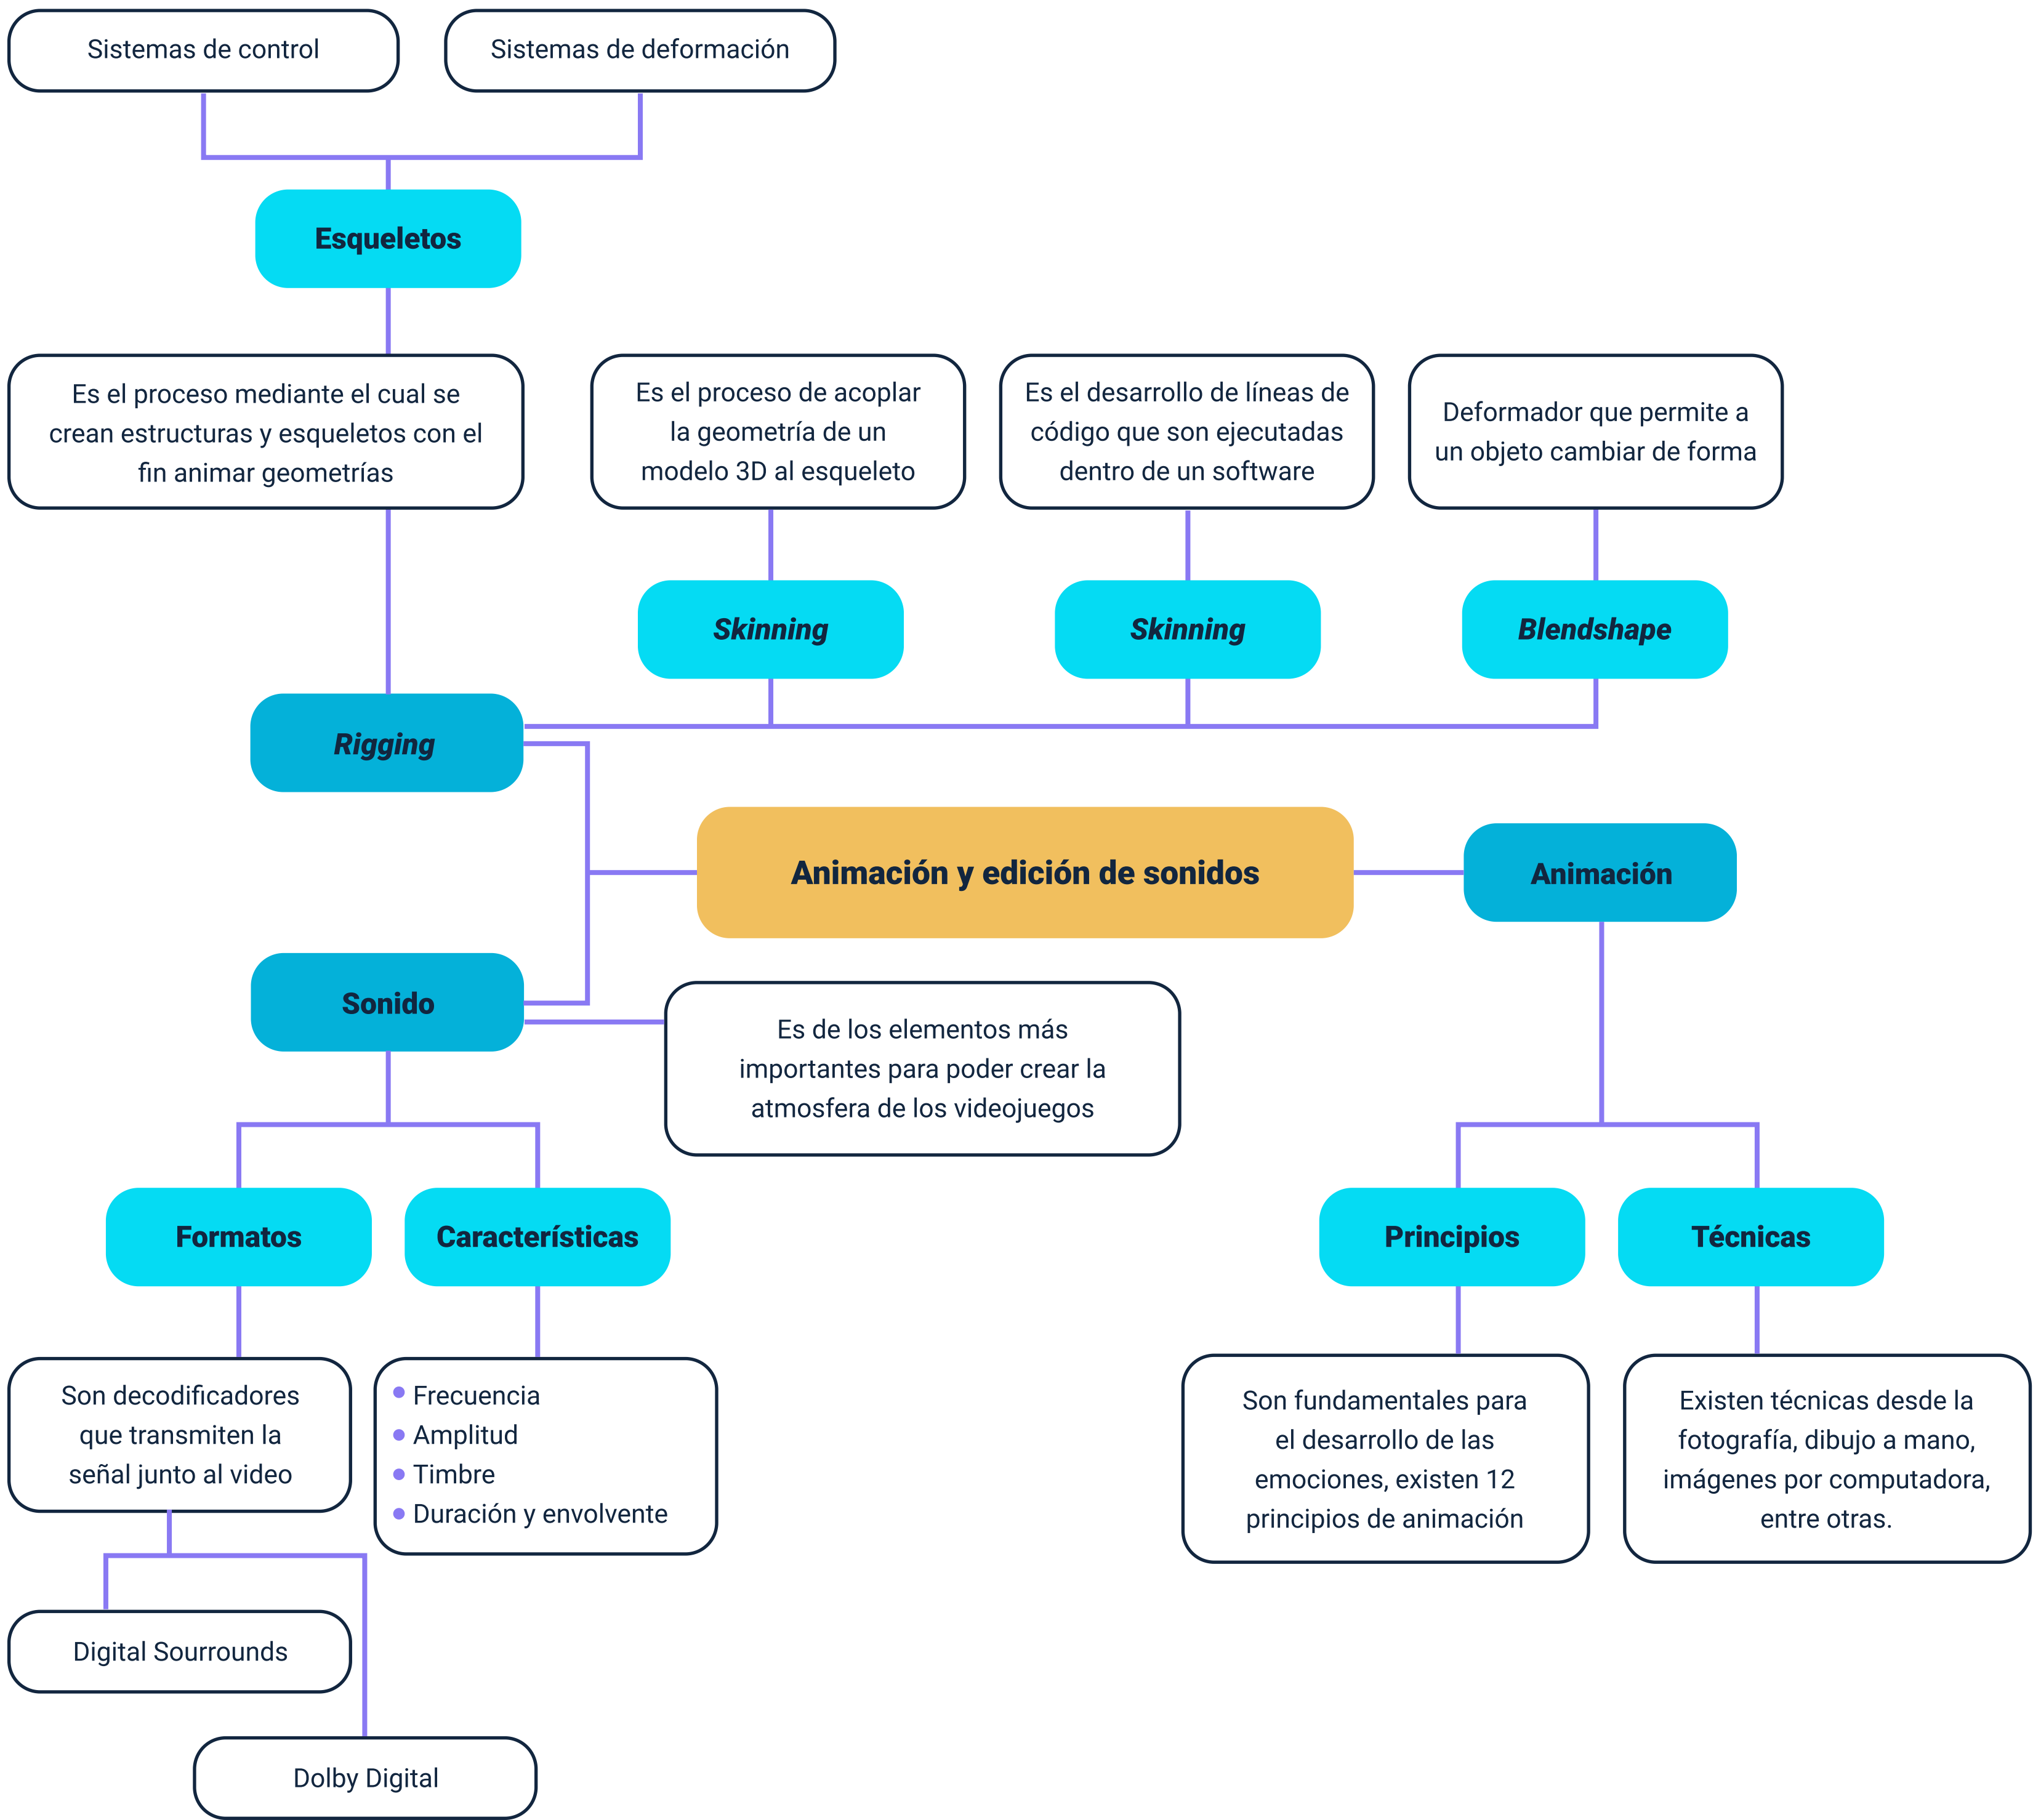 Sistemas de control
Sistemas de deformación
Esqueletos
Es el proceso mediante el cual se
crean estructuras y esqueletos con el
fin animar geometrías
Es el proceso de acoplar
la geometría de un
modelo 3D al esqueleto
Es el desarrollo de líneas de
código que son ejecutadas
dentro de un software
Deformador que permite a
un objeto cambiar de forma
Skinning
Skinning
Blendshape
Rigging
Animación y edición de sonidos
Animación
Sonido
Es de los elementos más
importantes para poder crear la
atmosfera de los videojuegos
Formatos
Características
Principios
Técnicas
Son decodificadores
que transmiten la
señal junto al video
Frecuencia
Amplitud
Timbre
Duración y envolvente
Son fundamentales para
el desarrollo de las
emociones, existen 12
principios de animación
Existen técnicas desde la
fotografía, dibujo a mano,
imágenes por computadora,
entre otras.
Digital Sourrounds
Dolby Digital